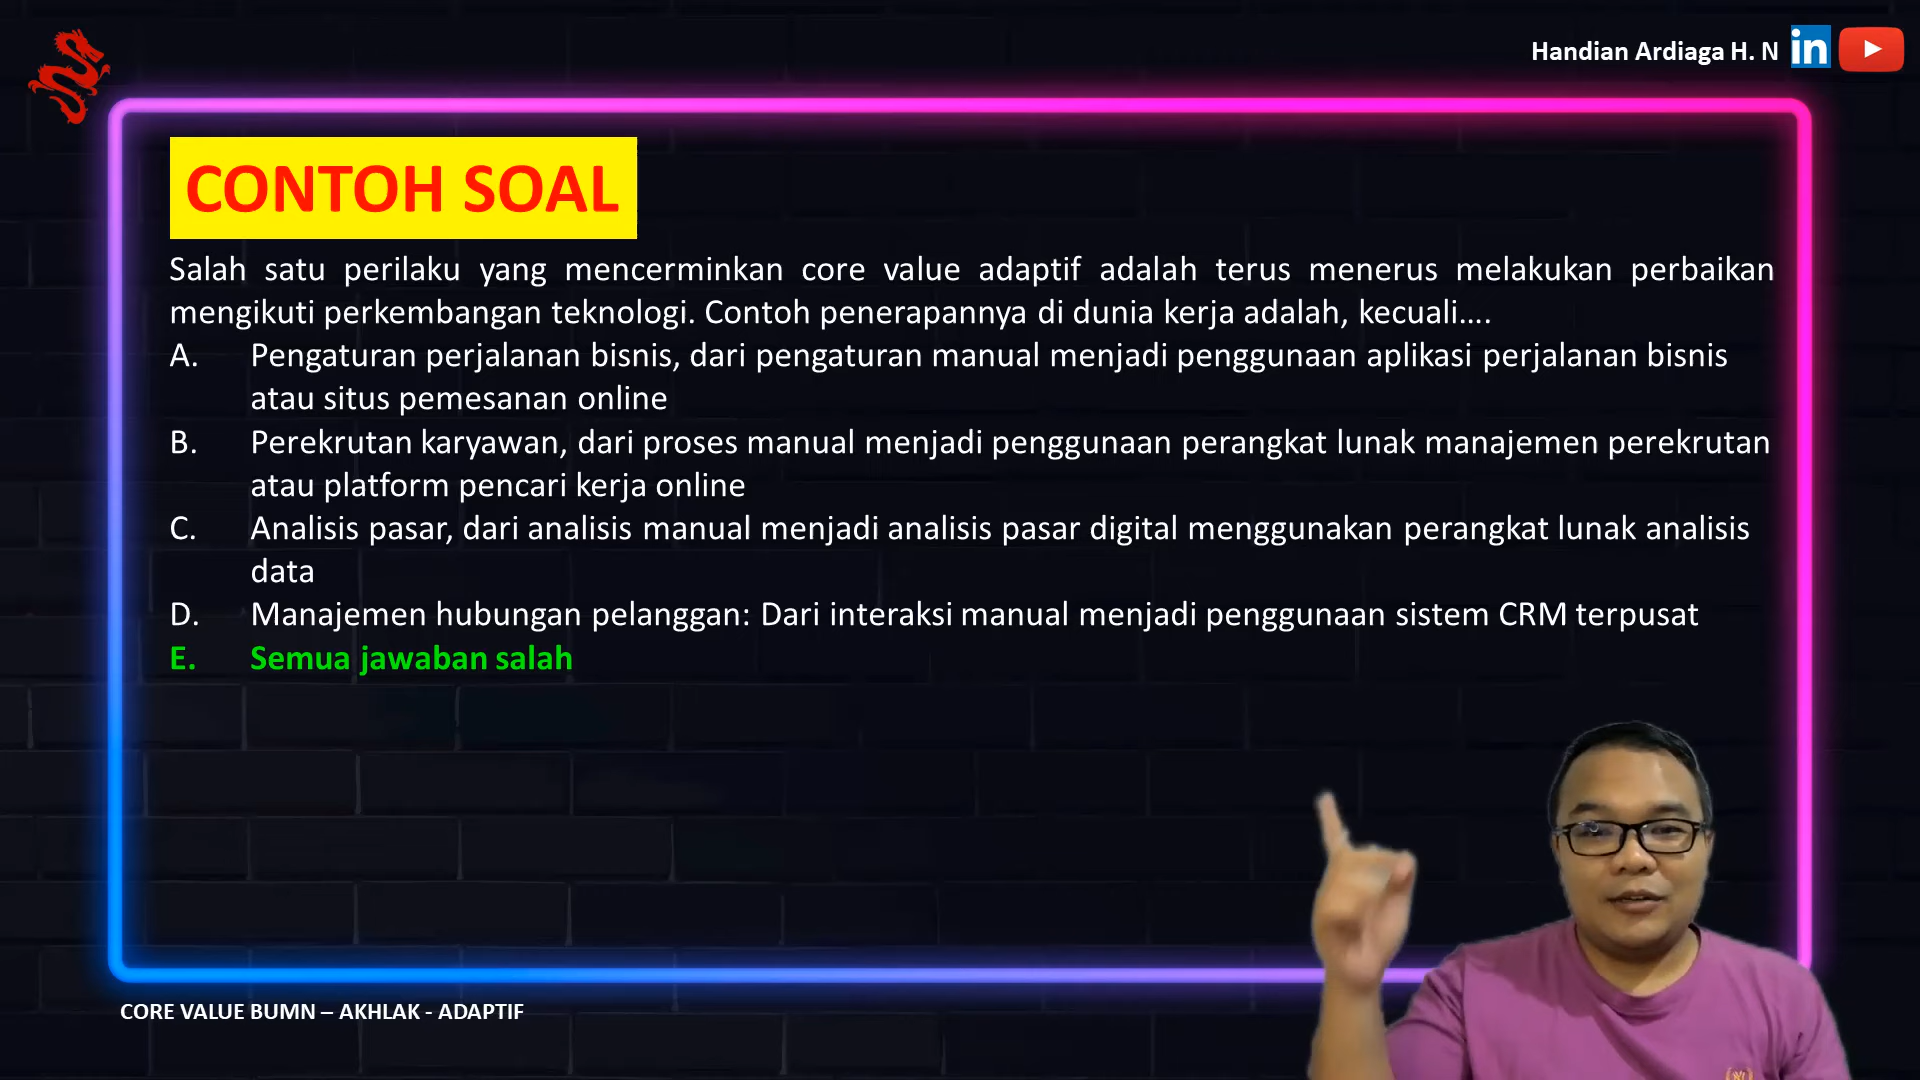 Handian Ardiaga H. N
in
CONTOH SOAL
Salah satu perilaku yang mencerminkan core value adaptif adalah terus menerus melakukan perbaikan
mengikuti perkembangan teknologi. Contoh penerapannya di dunia kerja adalah, kecuali....
A. Pengaturan perjalanan bisnis, dari pengaturan manual menjadi penggunaan aplikasi perjalanan bisnis
atau situs pemesanan online
B. Perekrutan karyawan, dari proses manual menjadi penggunaan perangkat lunak manajemen perekrutan
atau platform pencari kerja online
C. Analisis pasar, dari analisis manual menjadi analisis pasar digital menggunakan perangkat lunak analisis
data
D. Manajemen hubungan pelanggan: Dari interaksi manual menjadi penggunaan sistem CRM terpusat
E. Semua jawaban salah
CORE VALUE BUMN – AKHLAK - ADAPTIF